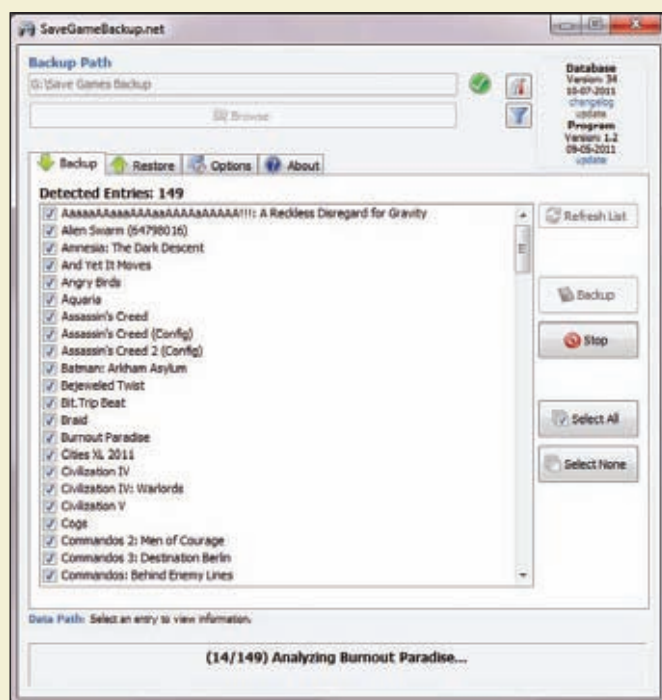 SaveGameBackup.net
Backup Path
G:\Save Games Backup
Browse
Database
Version: 34
10-07-2011
changelog
update
Program
Version: 1.2
09-05-2011
update
Backup
Restore
Options
About
Detected Entries: 149
AaaaaAAaaaAAAaaAAAAaAAAAA!!!: A Reckless Disregard for Gravity
Alien Swarm (64798016)
Amnesia: The Dark Descent
And Yet It Moves
Angry Birds
Aquaria
Assassin's Creed
Assassin's Creed (Config)
Assassin's Creed 2 (Config)
Batman: Arkham Asylum
Bejeweled Twist
Bit.Trip Beat
Braid
Burnout Paradise
Cities XL 2011
Civilization IV
Civilization IV: Warlords
Civilization V
Cogs
Commandos 2: Men of Courage
Commandos 3: Destination Berlin
Commandos: Behind Enemy Lines
Refresh List
Backup
Stop
Select All
Select None
Data Path: Select an entry to view information.
(14/149) Analyzing Burnout Paradise...